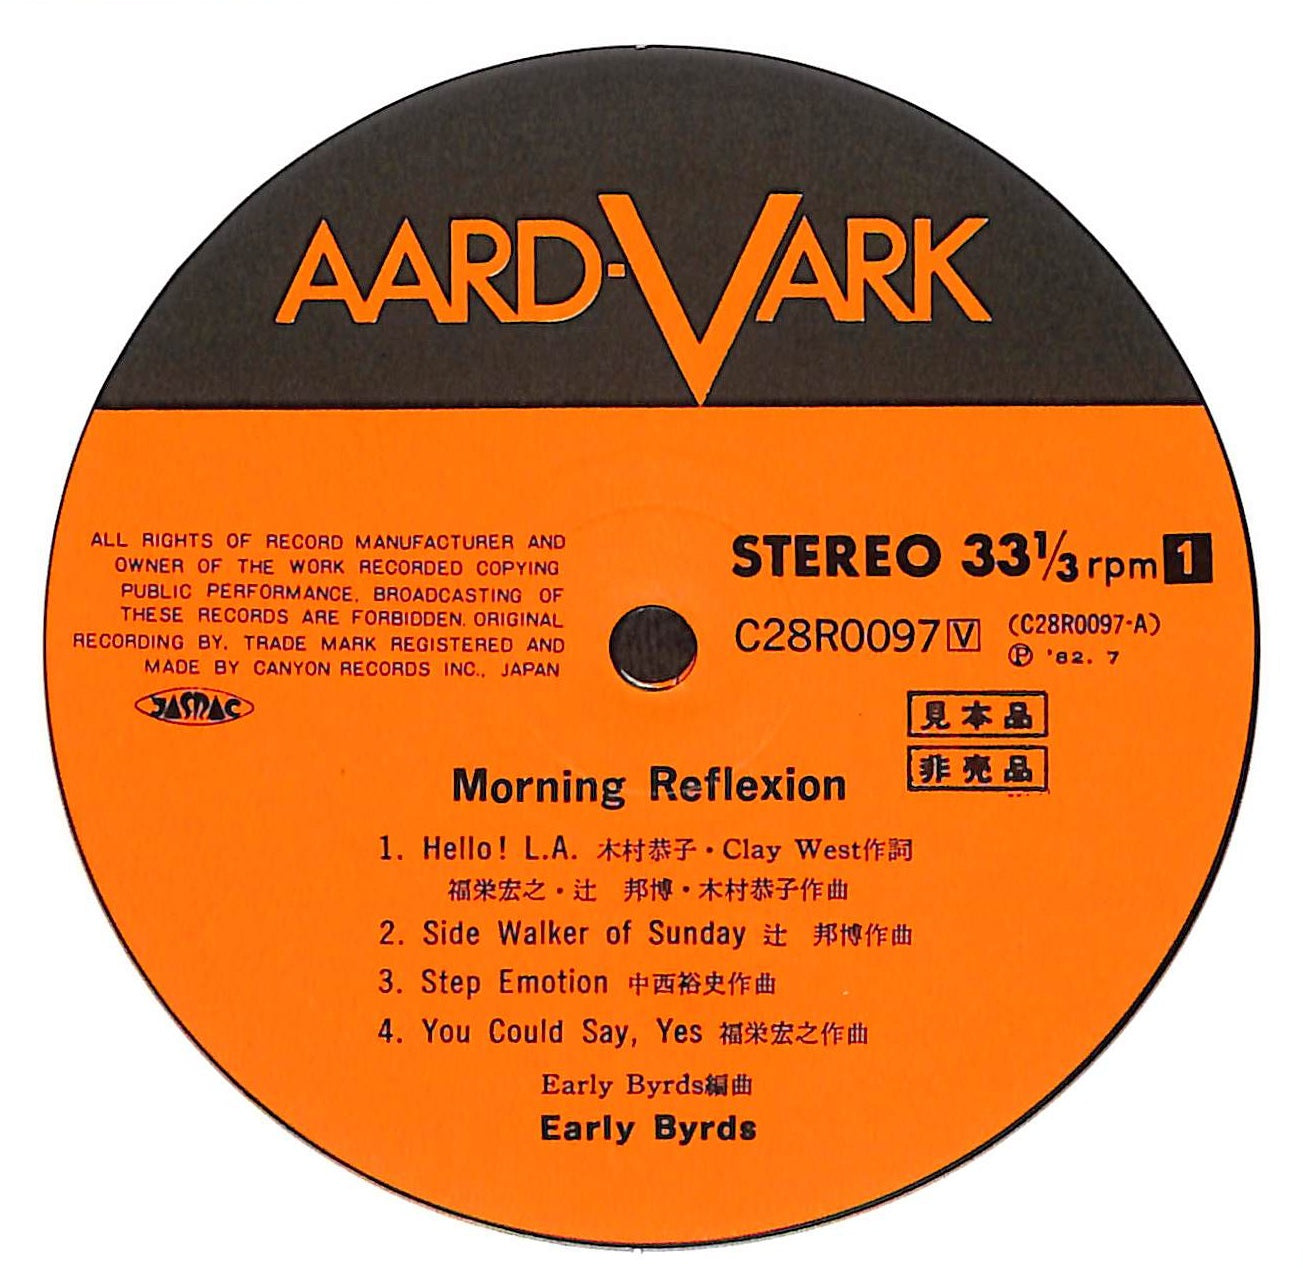 AARD-VARK
ALL RIGHTS OF RECORD MANUFACTURER AND
OWNER OF THE WORK RECORDED COPYING
PUBLIC PERFORMANCE, BROADCASTING OF
THESE RECORDS ARE FORBIDDEN. ORIGINAL
RECORDING BY. TRADE MARK REGISTERED AND
MADE BY CANYON RECORDS INC., JAPAN
JASRAC
STEREO 33⅓ rpm 1
C28R0097 V (C28R0097-A)
Ⓟ '82. 7
見本品
非売品
Morning Reflexion
1. Hello! L.A. 木村恭子・Clay West作詞
福栄宏之・辻 邦博・木村恭子作曲
2. Side Walker of Sunday 辻 邦博作曲
3. Step Emotion 中西裕史作曲
4. You Could Say, Yes 福栄宏之作曲
Early Byrds編曲
Early Byrds